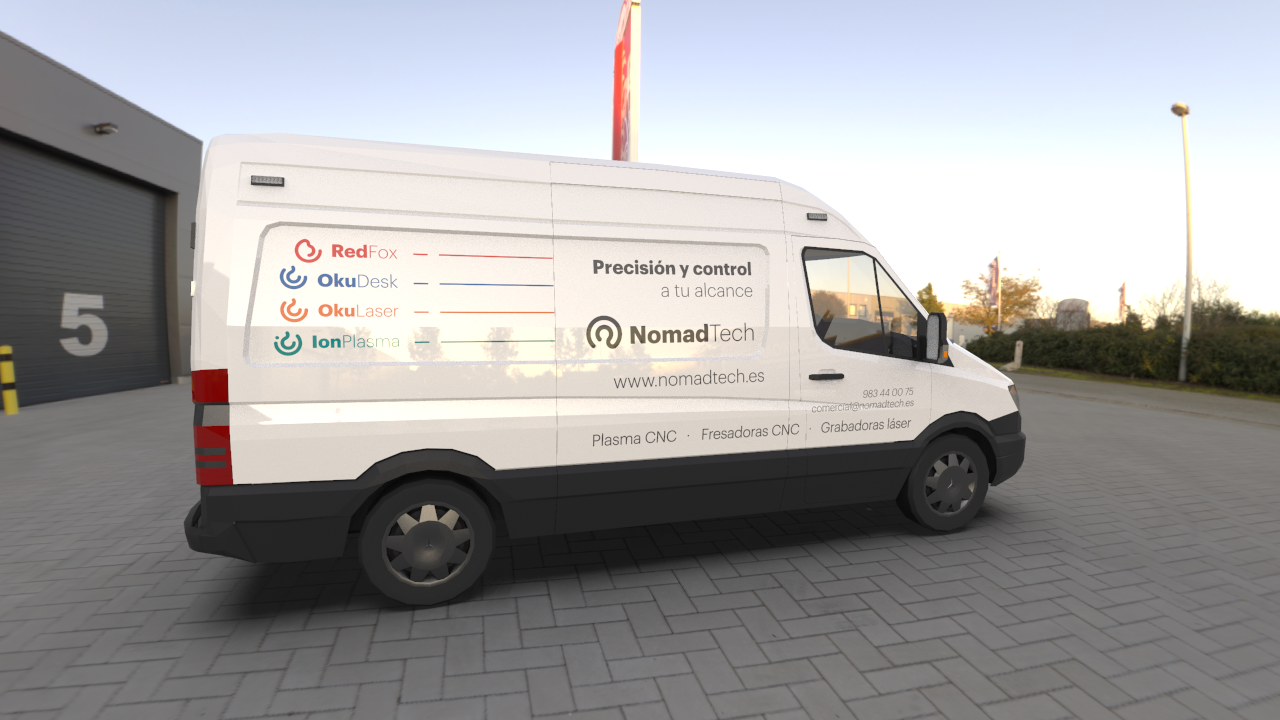 RedFox
OkuDesk
OkuLaser
IonPlasma
Precisión y control
a tu alcance
NomadTech
www.nomadtech.es
983 44 00 75
comercial@nomadtech.es
Plasma CNC · Fresadoras CNC · Grabadoras láser
5